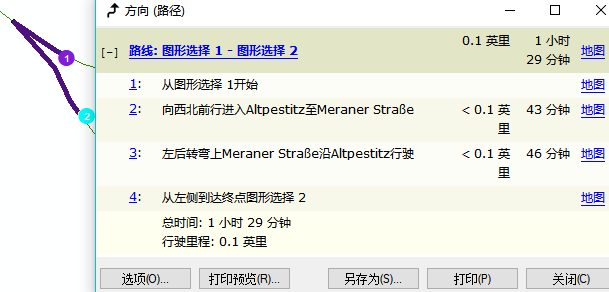 方向 (路径)
[−] 路线: 图形选择 1 - 图形选择 2 0.1 英里 1 小时 29 分钟 地图
1: 从图形选择 1开始 地图
2: 向西北前行进入Altpestitz至Meraner Straße < 0.1 英里 43 分钟 地图
3: 左后转弯上Meraner Straße沿Altpestitz行驶 < 0.1 英里 46 分钟 地图
4: 从左侧到达终点图形选择 2 地图
总时间: 1 小时 29 分钟
行驶里程: 0.1 英里
选项(O)... 打印预览(R)... 另存为(S)... 打印(P) 关闭(C)
1
2